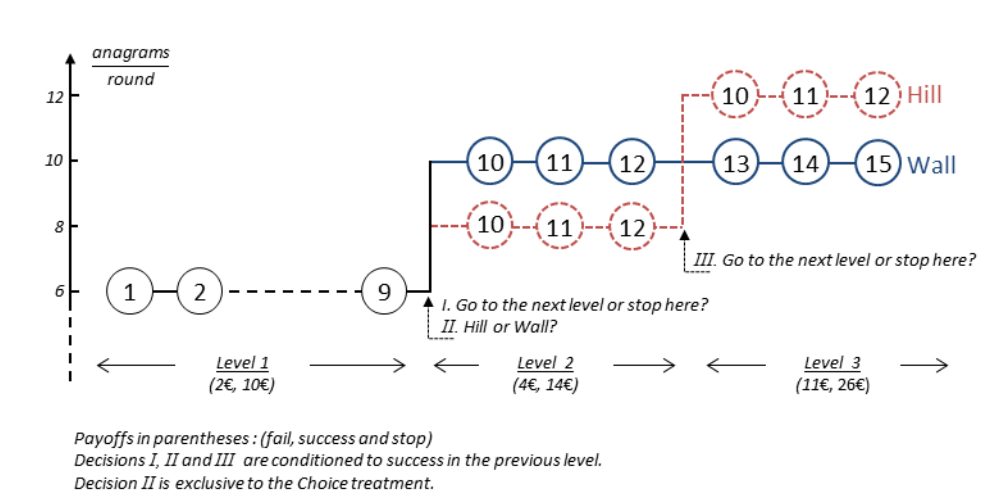 anagrams
round
12
10 11 12 Hill
10
10 11 12 13 14 15 Wall
8
10 11 12
III. Go to the next level or stop here?
6
1 2 9
I. Go to the next level or stop here?
II. Hill or Wall?
Level 1 Level 2 Level 3
(2€, 10€) (4€, 14€) (11€, 26€)
Payoffs in parentheses : (fail, success and stop)
Decisions I, II and III are conditioned to success in the previous level.
Decision II is exclusive to the Choice treatment.